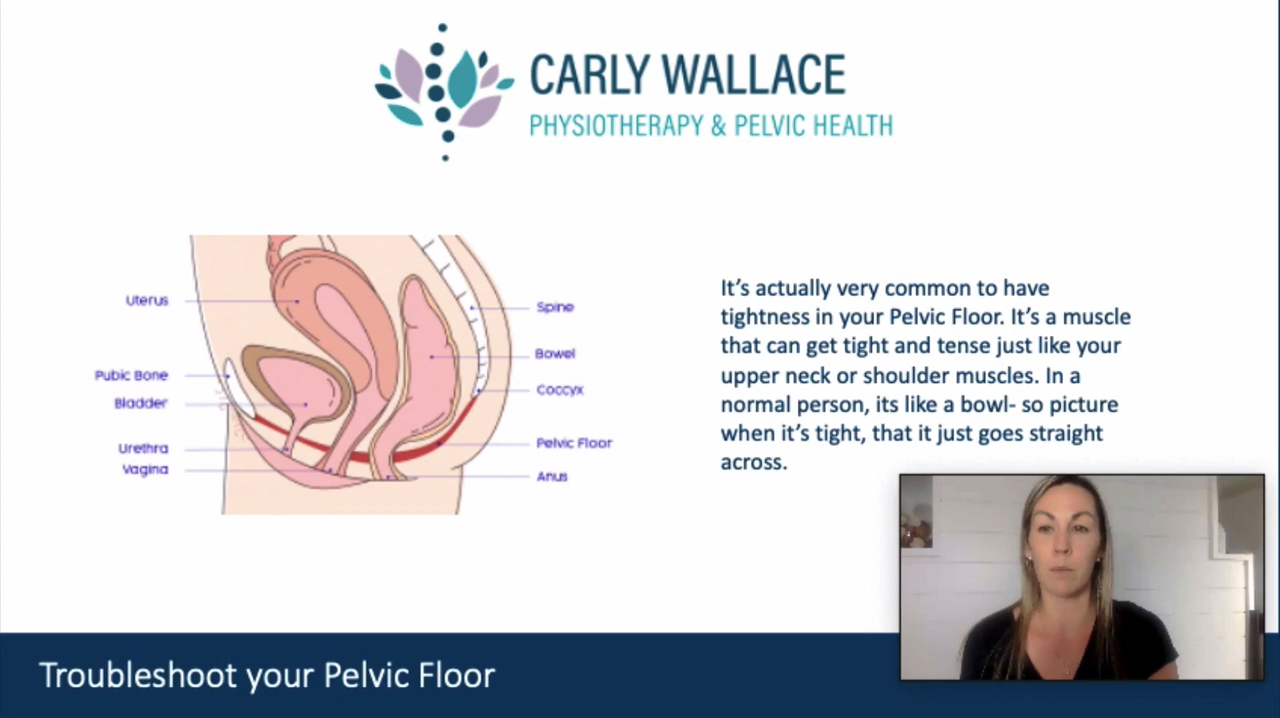 CARLY WALLACE
PHYSIOTHERAPY & PELVIC HEALTH
Uterus
Pubic Bone
Bladder
Urethra
Vagina
Spine
Bowel
Coccyx
Pelvic Floor
Anus
It’s actually very common to have
tightness in your Pelvic Floor. It’s a muscle
that can get tight and tense just like your
upper neck or shoulder muscles. In a
normal person, its like a bowl- so picture
when it’s tight, that it just goes straight
across.
Troubleshoot your Pelvic Floor